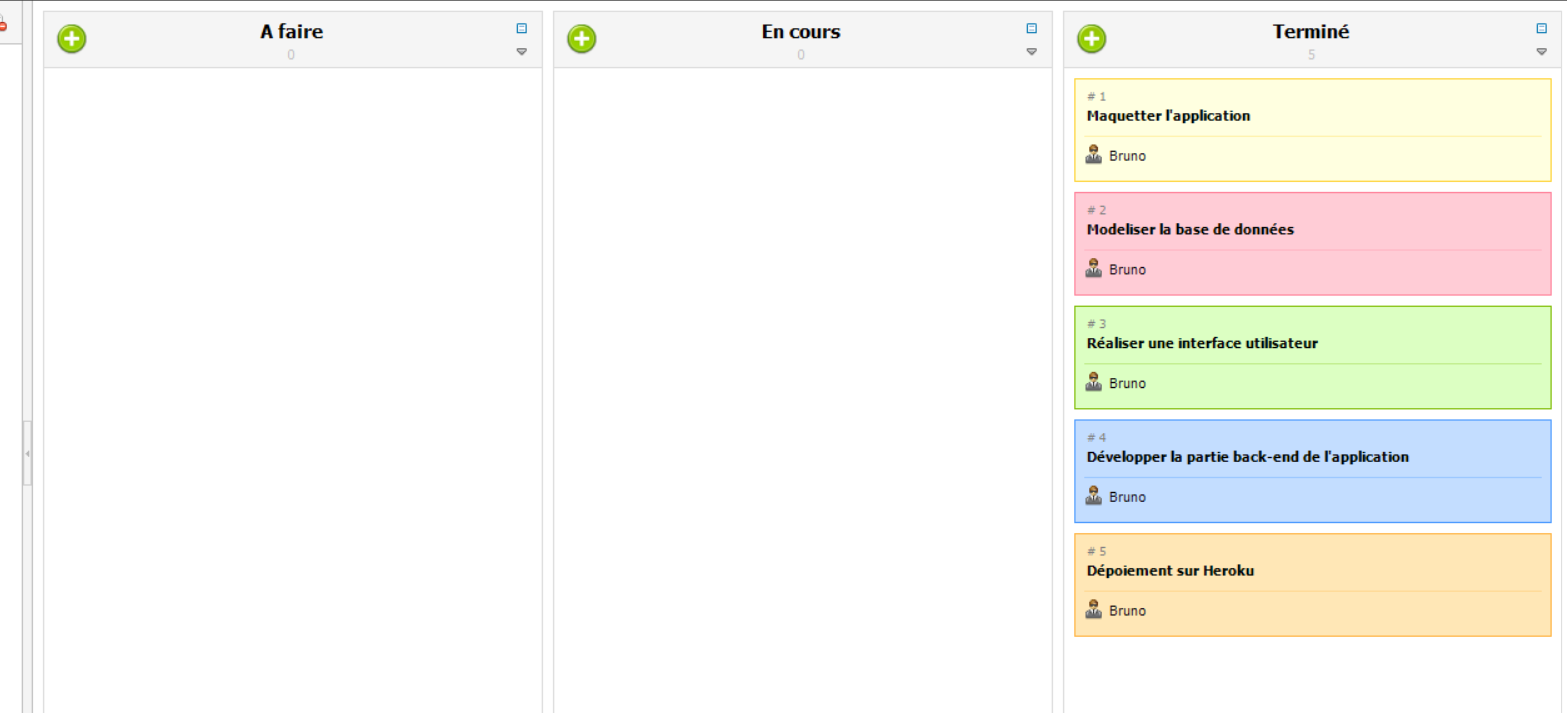 A faire
0
En cours
0
Terminé
5
# 1
Maquetter l'application
Bruno
# 2
Modeliser la base de données
Bruno
# 3
Réaliser une interface utilisateur
Bruno
# 4
Développer la partie back-end de l'application
Bruno
# 5
Dépoiement sur Heroku
Bruno